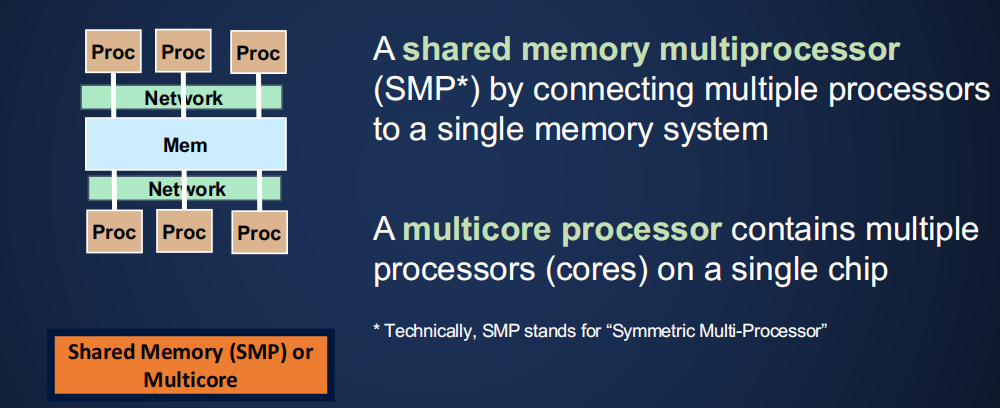 Proc Proc Proc
Network
Mem
Network
Proc Proc Proc
Shared Memory (SMP) or
Multicore
A shared memory multiprocessor
(SMP*) by connecting multiple processors
to a single memory system
A multicore processor contains multiple
processors (cores) on a single chip
* Technically, SMP stands for “Symmetric Multi-Processor”